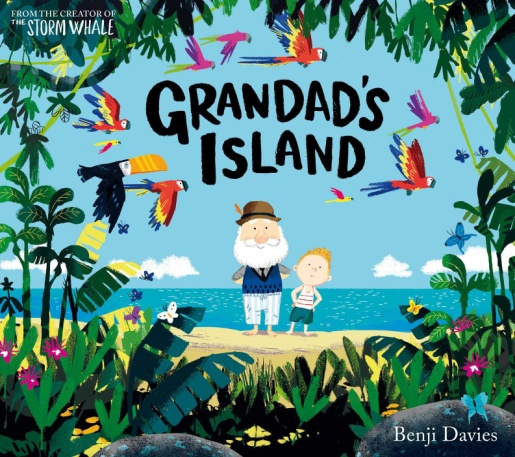 FROM THE CREATOR OF
THE STORM WHALE
GRANDAD'S
ISLAND
Benji Davies